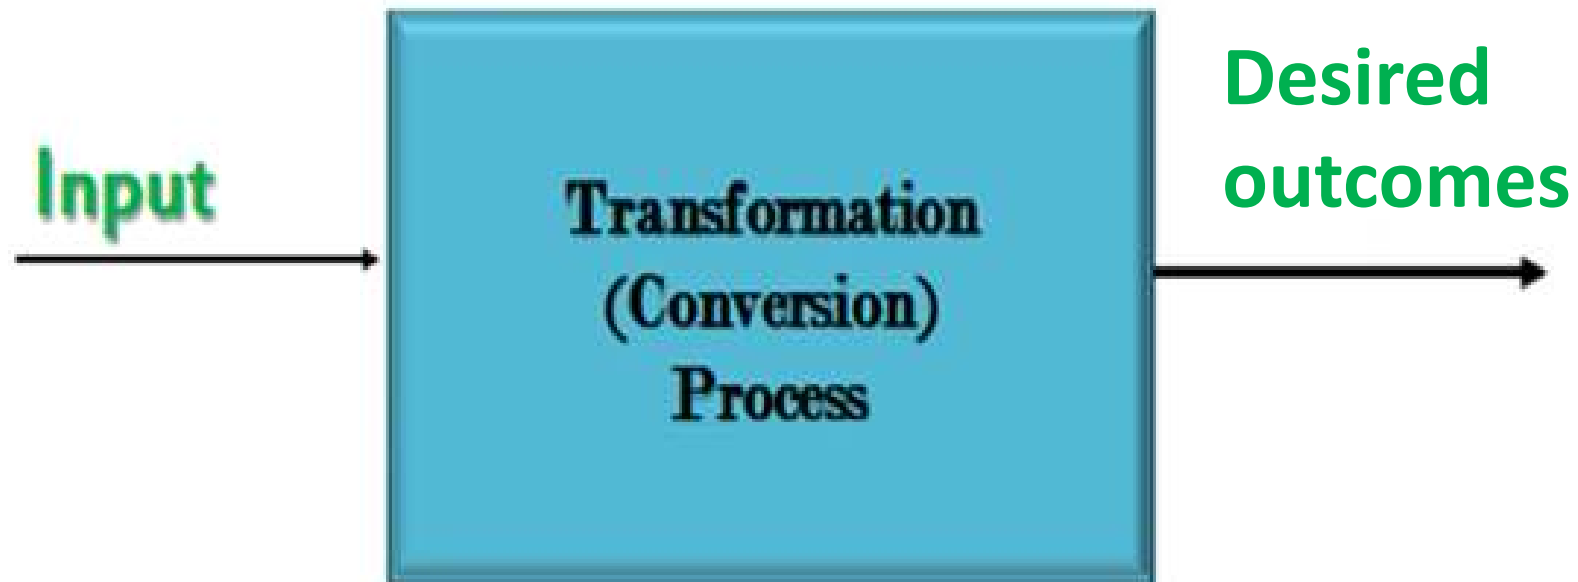 Input
Transformation
(Conversion)
Process
Desired
outcomes